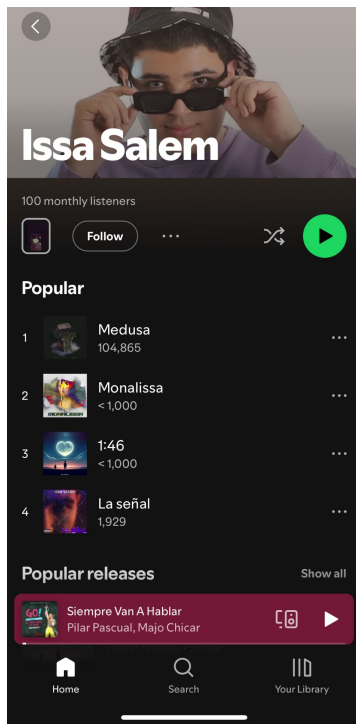 Issa Salem
100 monthly listeners
Follow
Popular
1
Medusa
104,865
2
Monalissa
<1,000
3
1:46
<1,000
4
La señal
1,929
Popular releases
Show all
GO!
Siempre Van A Hablar
Pilar Pascual, Majo Chicar
Home
Search
Your Library